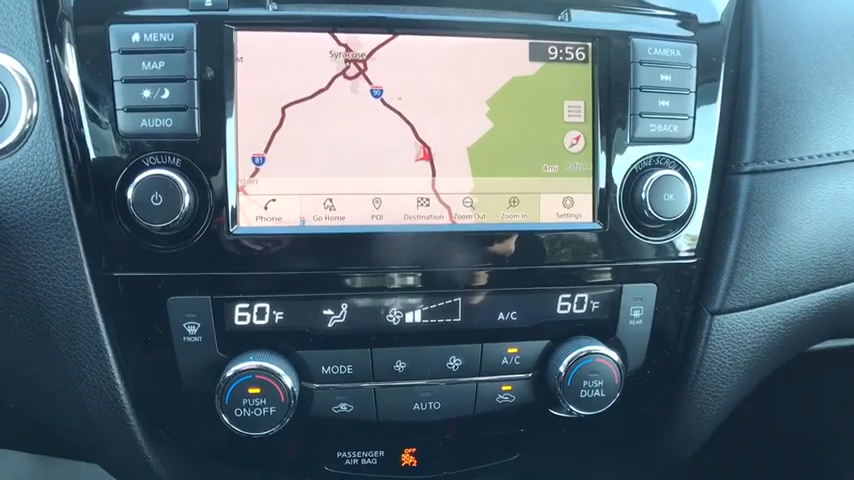 MENU
MAP
AUDIO
VOLUME
Syracuse
90
81
9:56
4mi
Phone
Go Home
POI
Destination
Zoom Out
Zoom In
Settings
CAMERA
BACK
TUNE·SCROLL
OK
FRONT
60°F
A/C
60°F
REAR
MODE
A/C
PUSH
ON·OFF
AUTO
PUSH
DUAL
PASSENGER
AIR BAG
OFF
2